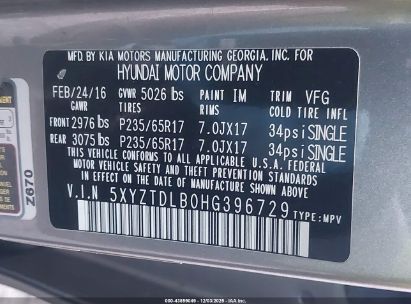 MFD BY KIA MOTORS MANUFACTURING GEORGIA, INC. FOR
HYUNDAI MOTOR COMPANY
FEB/24/16 GVWR 5026 lbs PAINT IM TRIM VFG
GAWR TIRES RIMS COLD TIRE INFL
FRONT 2976 lbs P235/65R17 7.0JX17 34psi SINGLE
REAR 3075 lbs P235/65R17 7.0JX17 34psi SINGLE
THIS VEHICLE CONFORMS TO ALL APPLICABLE U.S.A. FEDERAL
MOTOR VEHICLE SAFETY AND THEFT PREVENTION STANDARDS
IN EFFECT ON THE DATE OF MANUFACTURE SHOWN ABOVE.
V.I.N. 5XYZTDLB0HG396729 TYPE: MPV
Z670